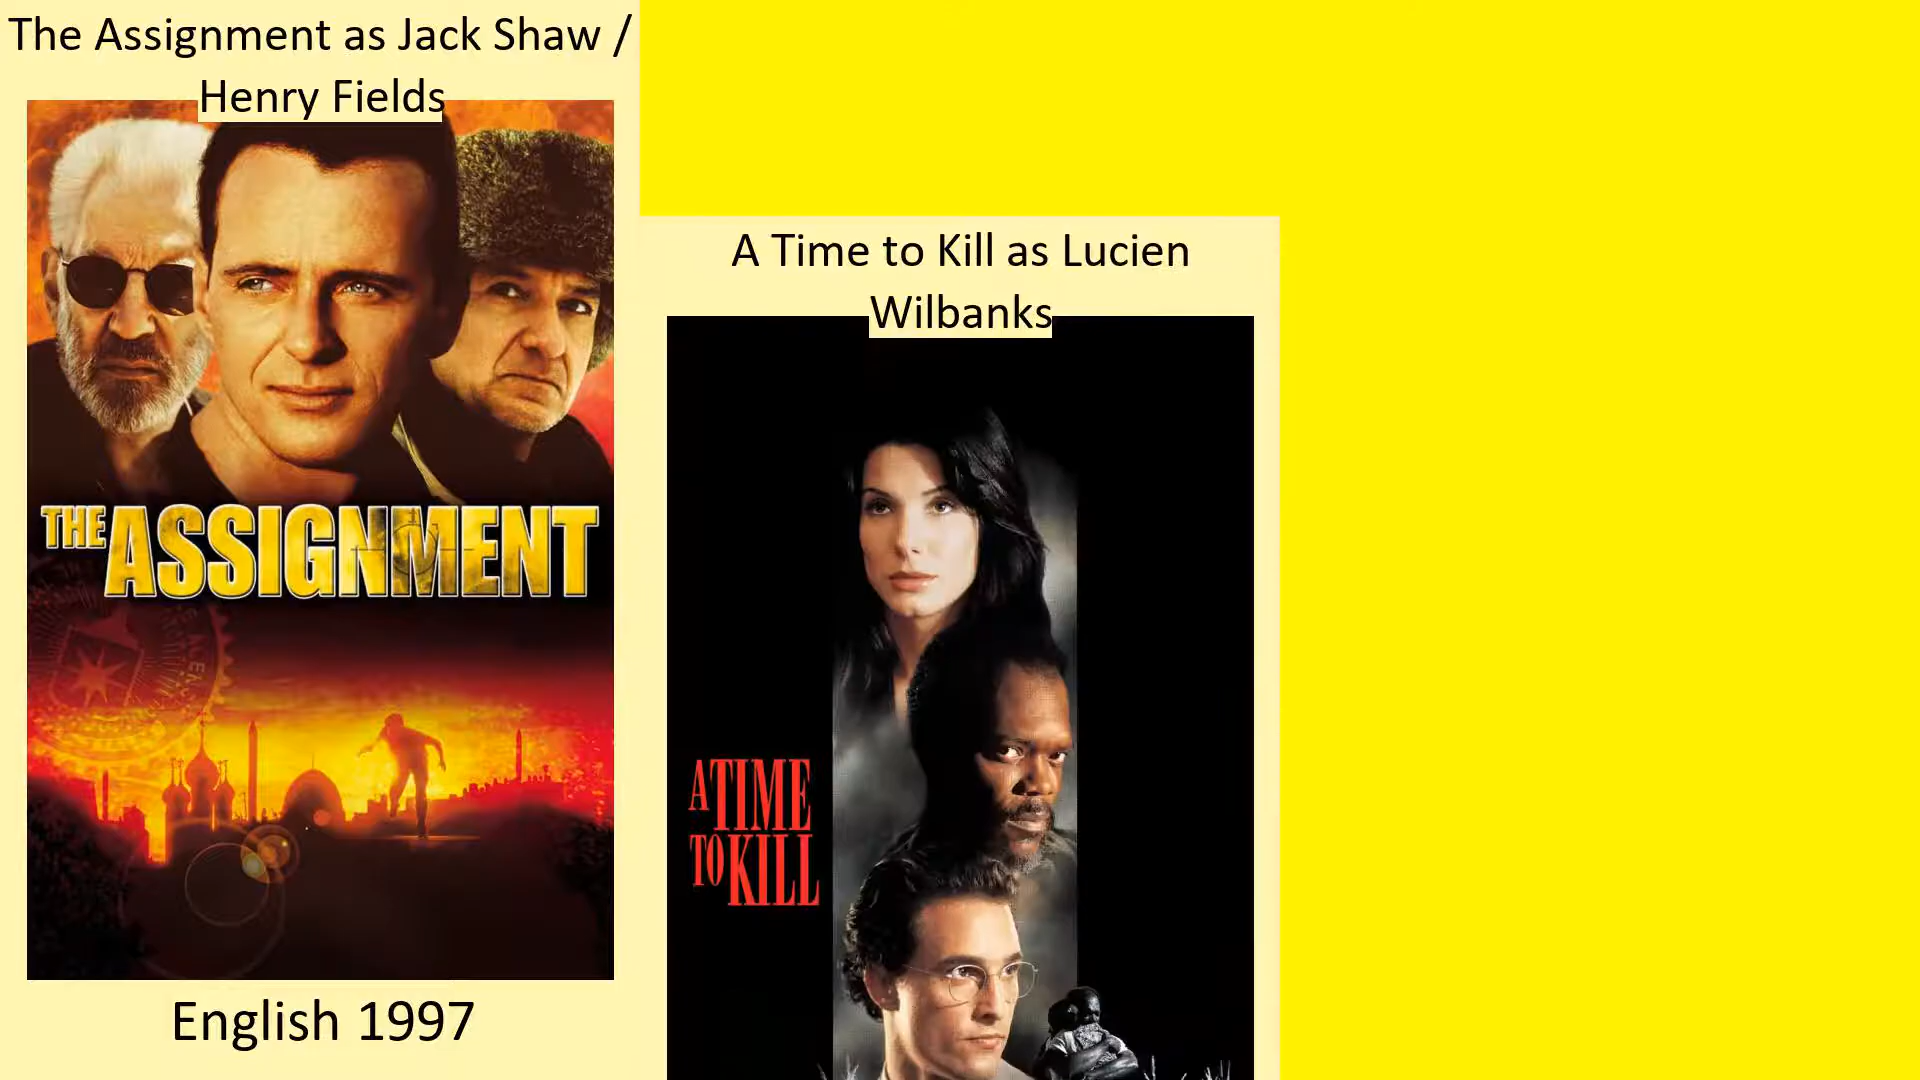 The Assignment as Jack Shaw /
Henry Fields
THE ASSIGNMENT
English 1997
A Time to Kill as Lucien
Wilbanks
A TIME
TO KILL